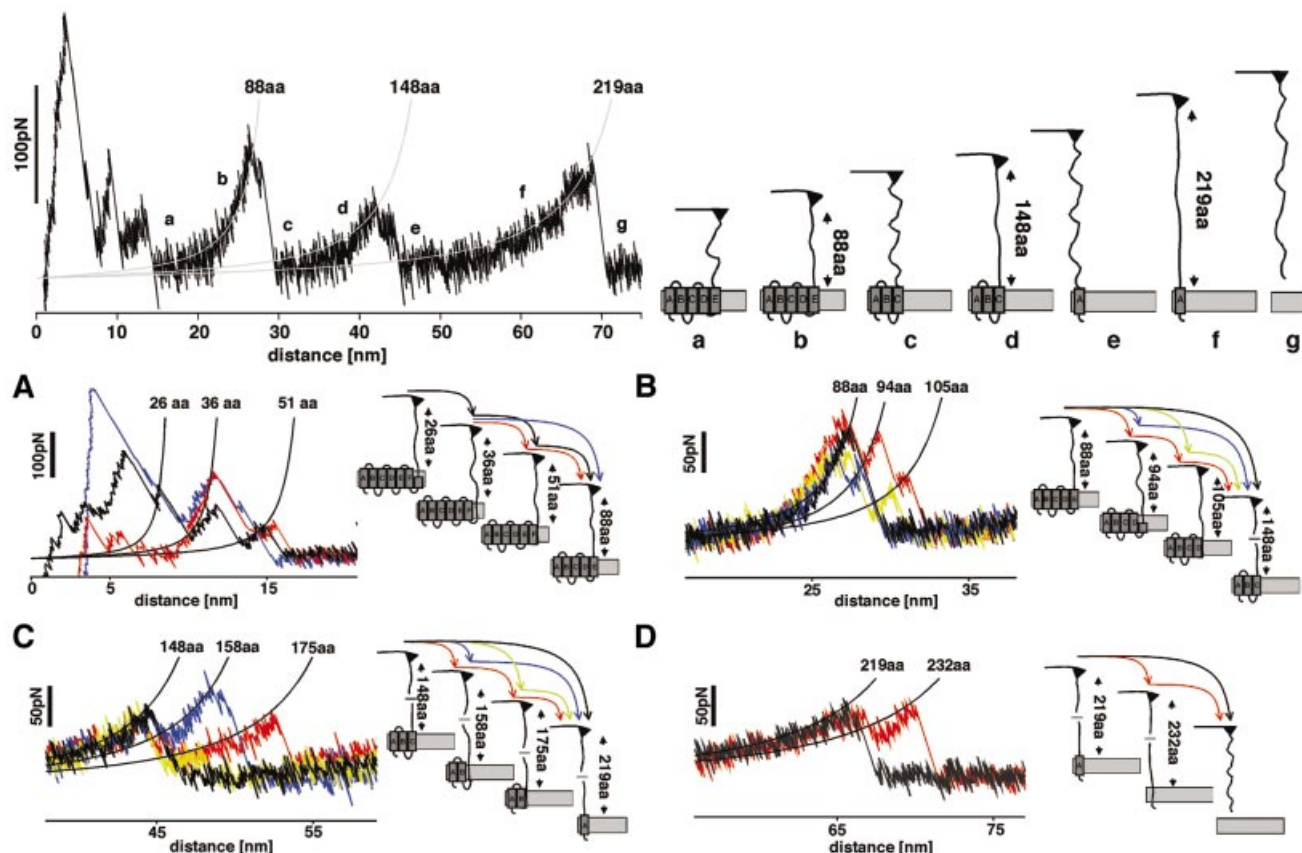 88aa
148aa
219aa
100pN
a
b
c
d
e
f
g
0
10
20
30
40
50
60
70
distance [nm]
88aa
148aa
219aa
A B C D E
A B C D E
A B C
A B C
A
A
a
b
c
d
e
f
g
A
26 aa
36 aa
51 aa
100pN
0
5
15
distance [nm]
26aa
36aa
51aa
88aa
B
88aa
94aa
105aa
50pN
25
35
distance [nm]
88aa
94aa
105aa
148aa
C
148aa
158aa
175aa
50pN
45
55
distance [nm]
148aa
158aa
175aa
219aa
D
219aa
232aa
50pN
65
75
distance [nm]
219aa
232aa